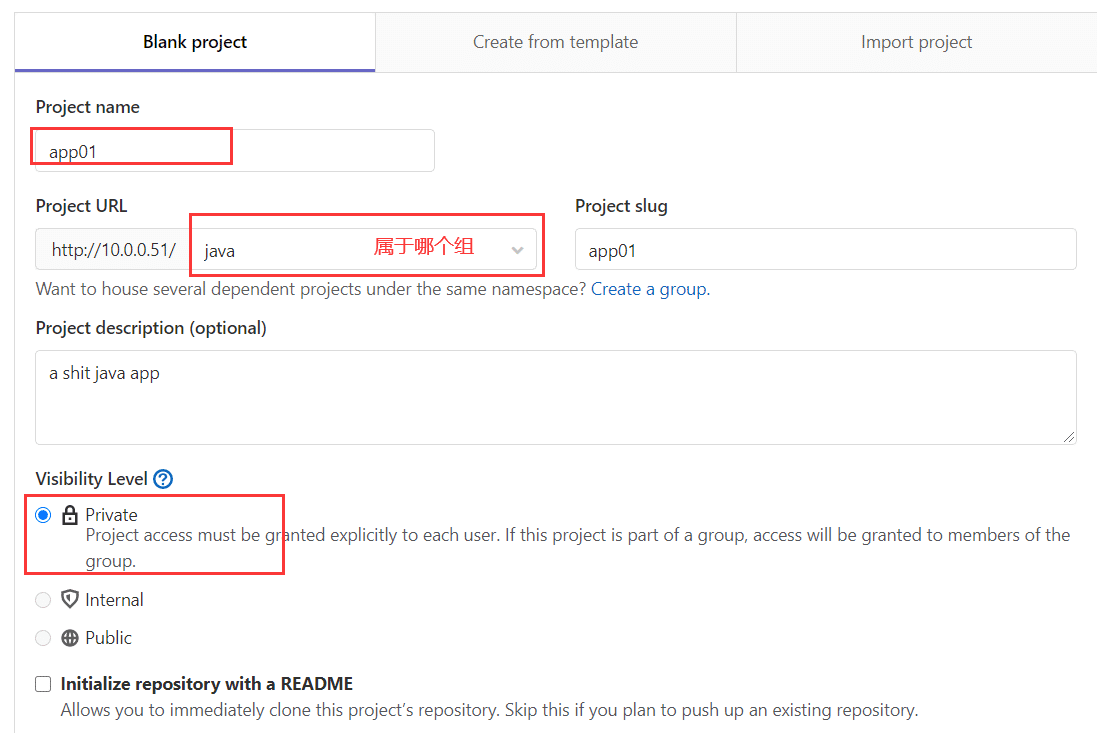 Blank project
Create from template
Import project
Project name
app01
Project URL
Project slug
http://10.0.0.51/
java
属于哪个组
app01
Want to house several dependent projects under the same namespace? Create a group.
Project description (optional)
a shit java app
Visibility Level
Private
Project access must be granted explicitly to each user. If this project is part of a group, access will be granted to members of the
group.
Internal
Public
Initialize repository with a README
Allows you to immediately clone this project’s repository. Skip this if you plan to push up an existing repository.